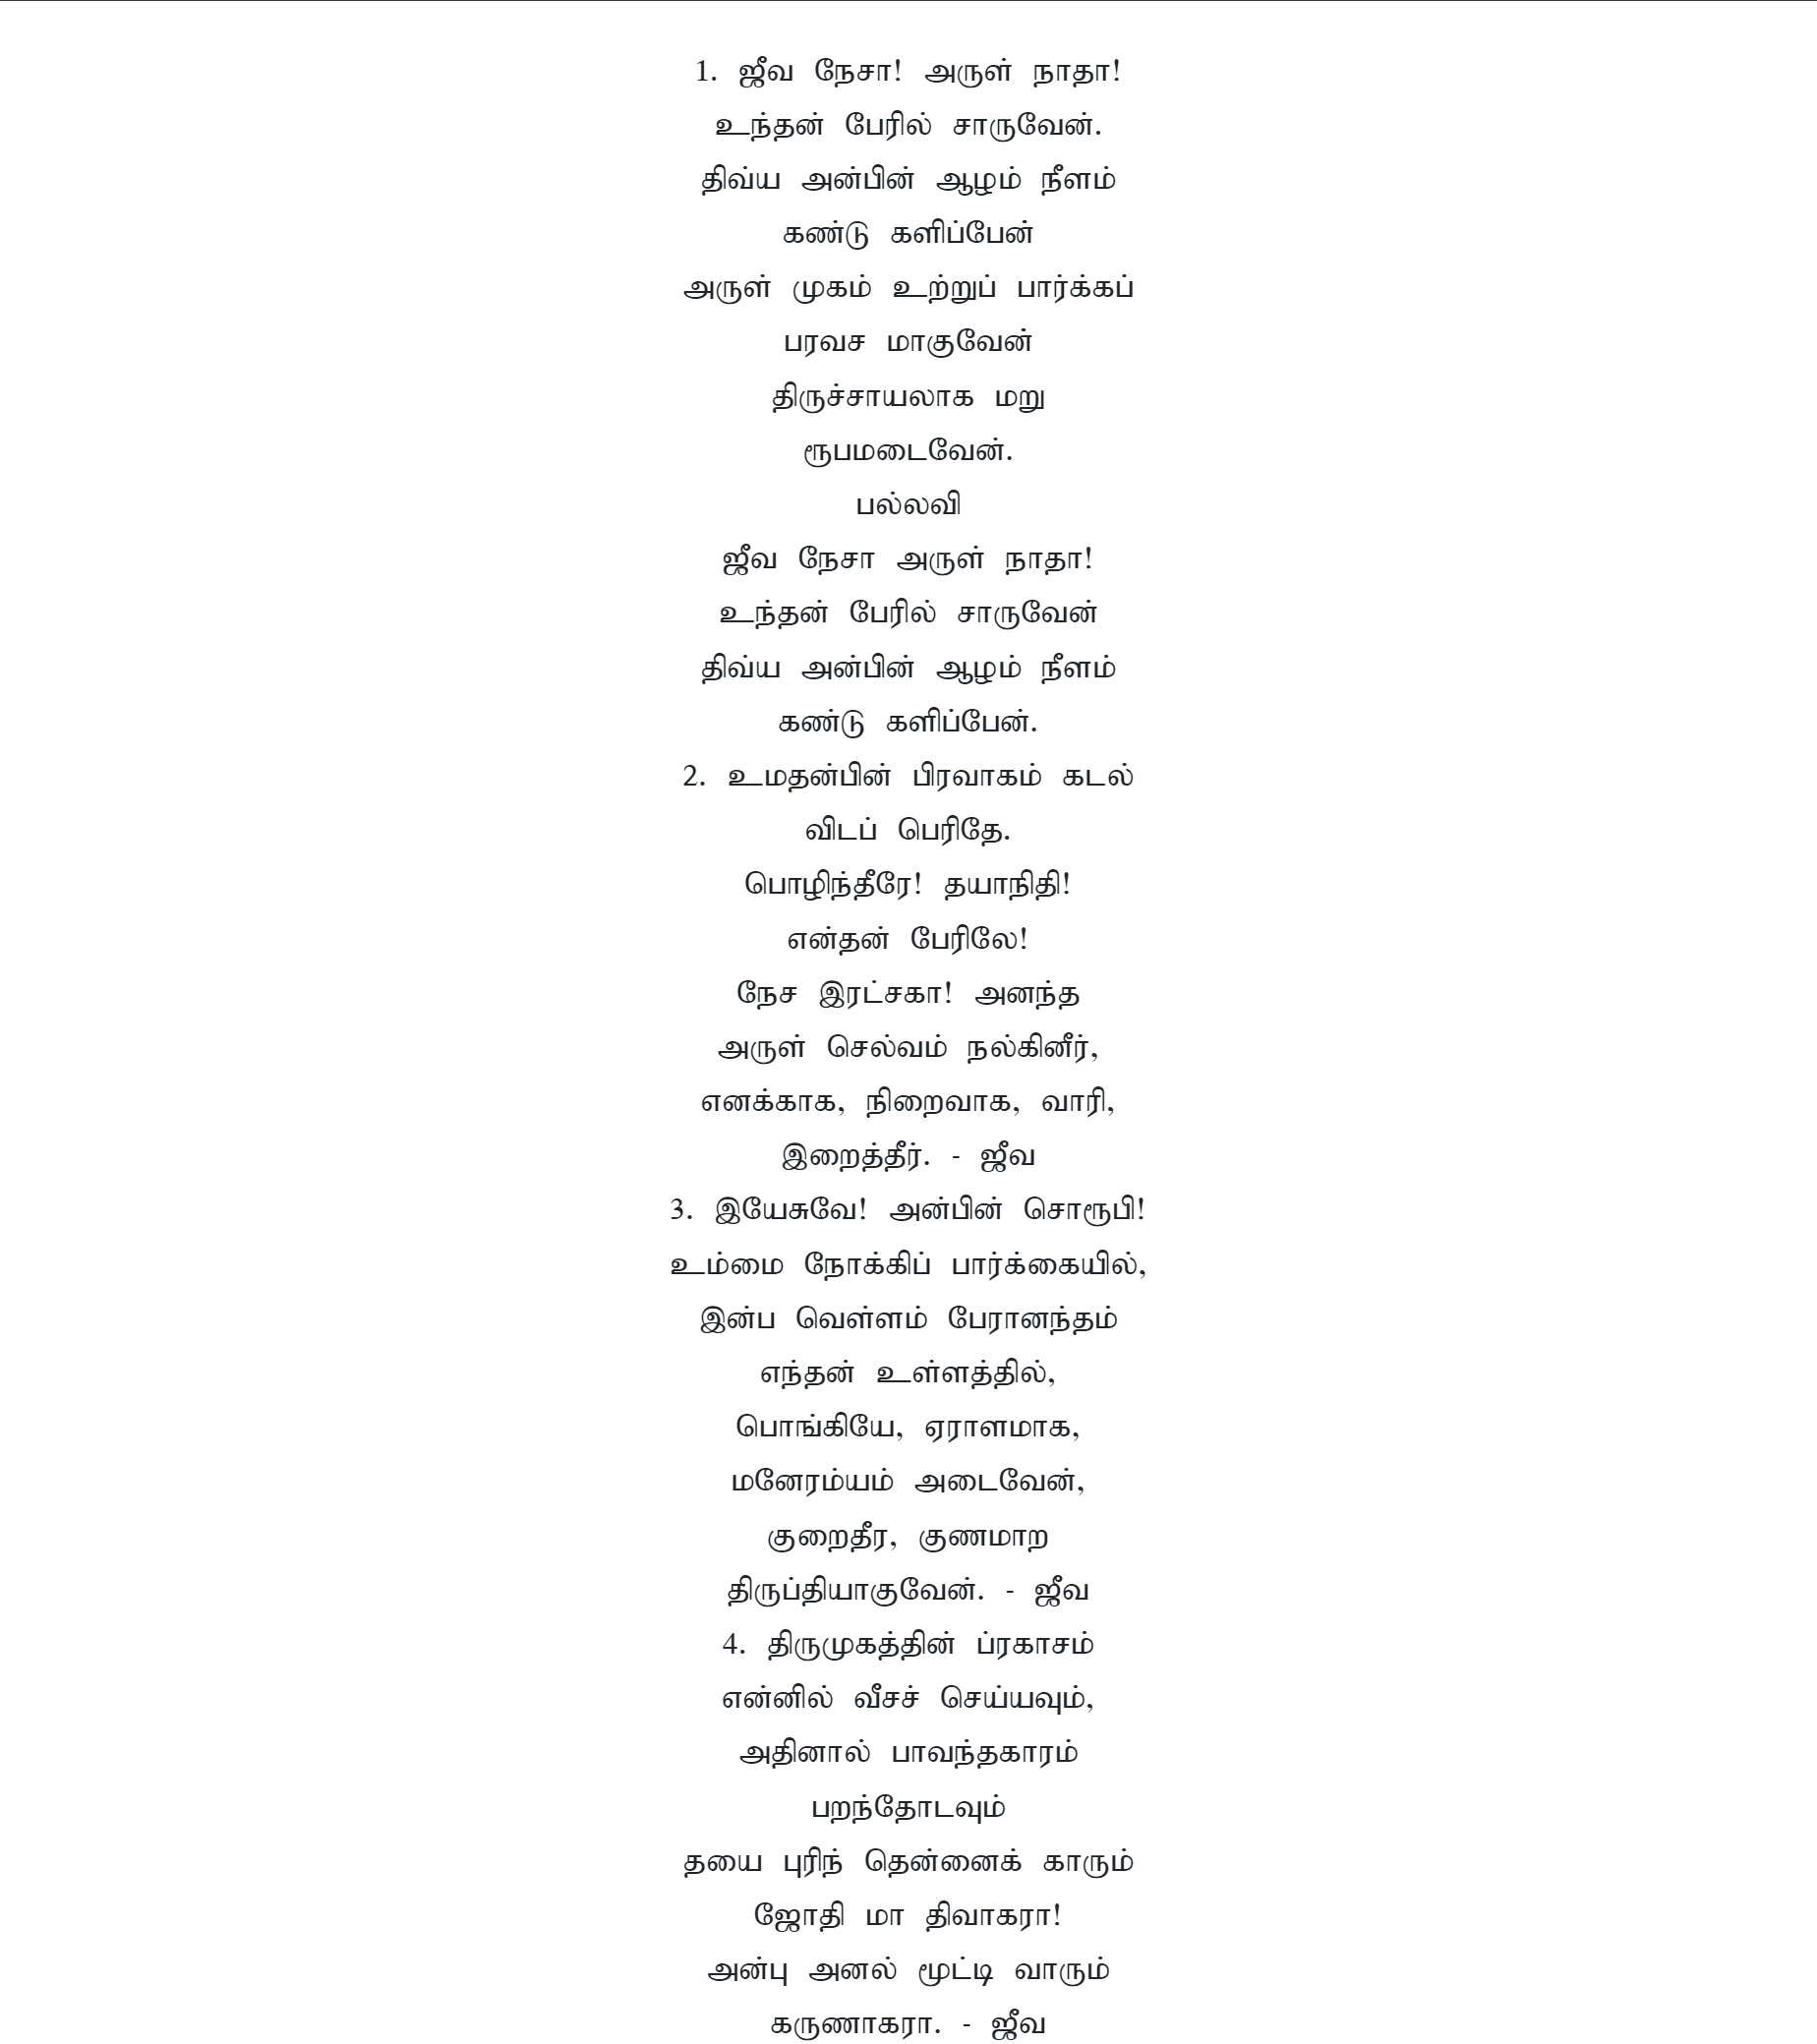 1. ஜீவ நேசா! அருள் நாதா!
உந்தன் பேரில் சாருவேன்.
திவ்ய அன்பின் ஆழம் நீளம்
கண்டு களிப்பேன்
அருள் முகம் உற்றுப் பார்க்கப்
பரவச மாகுவேன்
திருச்சாயலாக மறு
ரூபமடைவேன்.
பல்லவி
ஜீவ நேசா அருள் நாதா!
உந்தன் பேரில் சாருவேன்
திவ்ய அன்பின் ஆழம் நீளம்
கண்டு களிப்பேன்.
2. உமதன்பின் பிரவாகம் கடல்
விடப் பெரிதே.
பொழிந்தீரே! தயாநிதி!
என்தன் பேரிலே!
நேச இரட்சகா! அனந்த
அருள் செல்வம் நல்கினீர்,
எனக்காக, நிறைவாக, வாரி,
இறைத்தீர். - ஜீவ
3. இயேசுவே! அன்பின் சொரூபி!
உம்மை நோக்கிப் பார்க்கையில்,
இன்ப வெள்ளம் பேரானந்தம்
எந்தன் உள்ளத்தில்,
பொங்கியே, ஏராளமாக,
மனேரம்யம் அடைவேன்,
குறைதீர, குணமாற
திருப்தியாகுவேன். - ஜீவ
4. திருமுகத்தின் ப்ரகாசம்
என்னில் வீசச் செய்யவும்,
அதினால் பாவந்தகாரம்
பறந்தோடவும்
தயை புரிந் தென்னைக் காரும்
ஜோதி மா திவாகரா!
அன்பு அனல் மூட்டி வாரும்
கருணாகரா. - ஜீவ